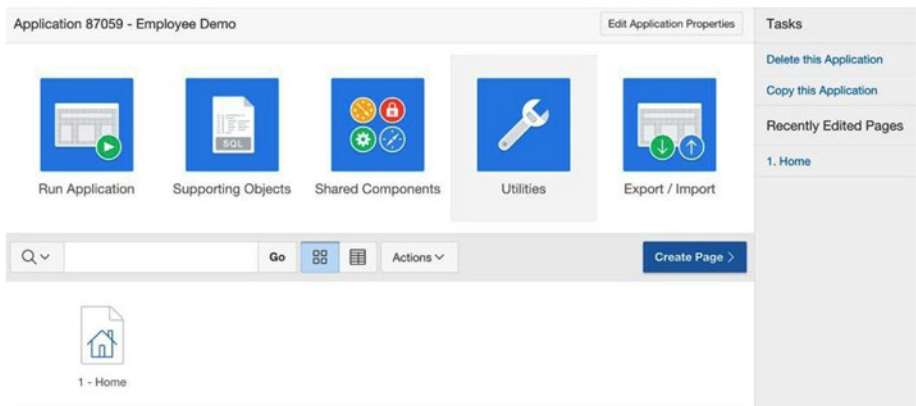 Application 87059 - Employee Demo
Edit Application Properties
Run Application
SQL
Supporting Objects
Shared Components
Utilities
Export / Import
Go
Actions
Create Page >
1 - Home
Tasks
Delete this Application
Copy this Application
Recently Edited Pages
1. Home